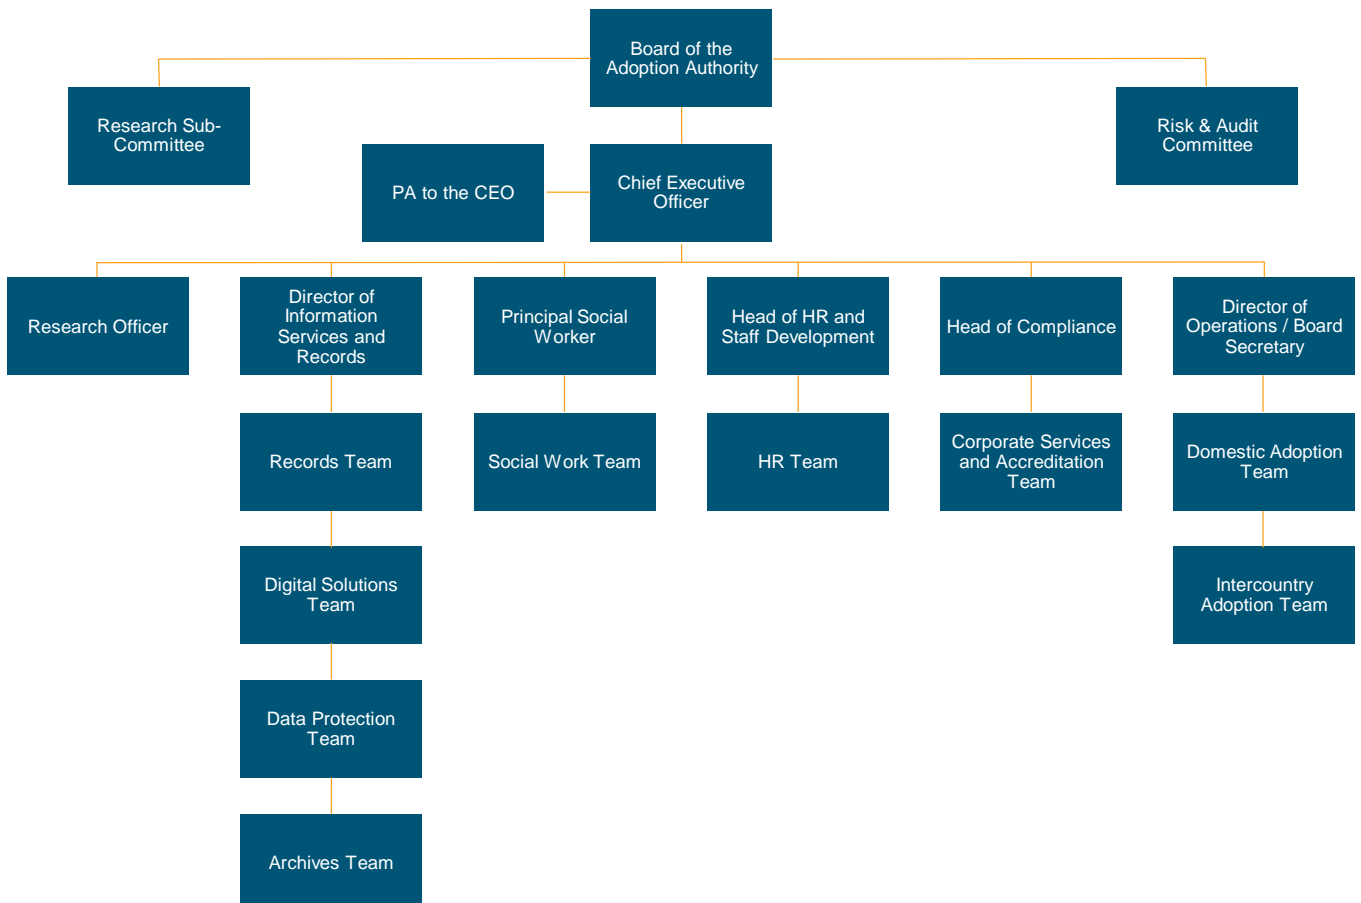 Board of the
Adoption Authority
Research Sub-
Committee
Risk & Audit
Committee
PA to the CEO
Chief Executive
Officer
Research Officer
Director of
Information
Services and
Records
Principal Social
Worker
Head of HR and
Staff Development
Head of Compliance
Director of
Operations / Board
Secretary
Records Team
Social Work Team
HR Team
Corporate Services
and Accreditation
Team
Domestic Adoption
Team
Digital Solutions
Team
Intercountry
Adoption Team
Data Protection
Team
Archives Team